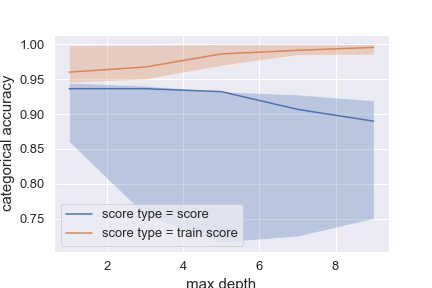 1.00
0.95
0.90
0.85
0.80
0.75
categorical accuracy
score type = score
score type = train score
2 4 6 8
max depth